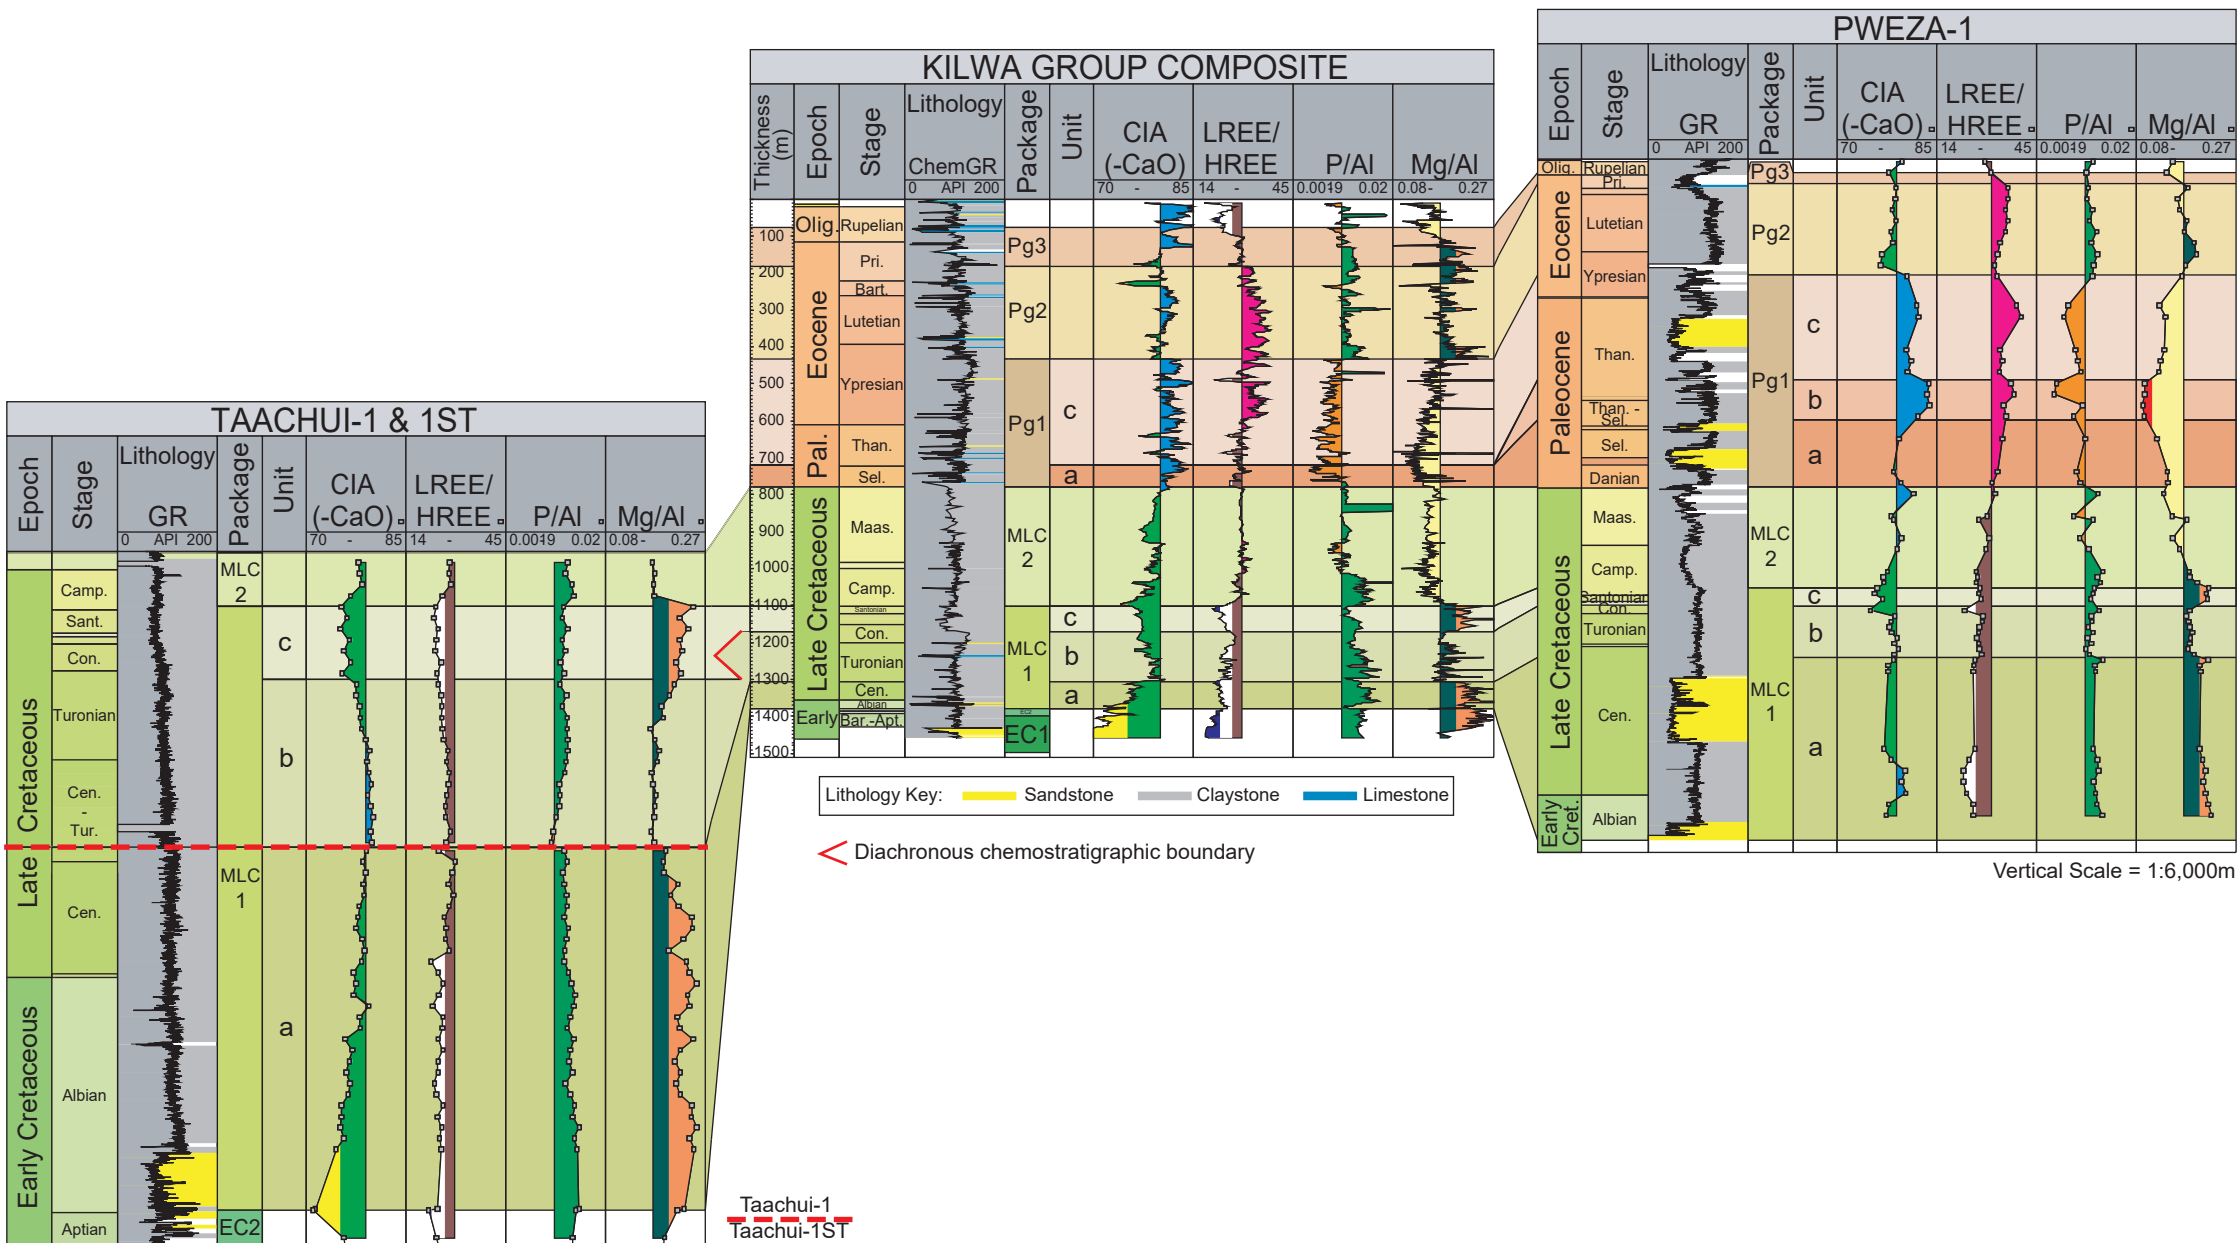 TAACHUI-1 & 1ST
Epoch
Stage
Lithology
GR
0 API 200
Package
Unit
CIA
(-CaO)
70 - 85
LREE/
HREE
14 - 45
P/Al
0.0019 0.02
Mg/Al
0.08- 0.27
Late Cretaceous
Early Cretaceous
Camp.
Sant.
Con.
Turonian
Cen.
-
Tur.
Cen.
Albian
Aptian
MLC
2
MLC
1
EC2
c
b
a
Taachui-1
Taachui-1ST
KILWA GROUP COMPOSITE
Thickness
(m)
Epoch
Stage
Lithology
ChemGR
0 API 200
Package
Unit
CIA
(-CaO)
70 - 85
LREE/
HREE
14 - 45
P/Al
0.0019 0.02
Mg/Al
0.08- 0.27
100
200
300
400
500
600
700
800
900
1000
1100
1200
1300
1400
1500
Olig.
Eocene
Pal.
Late Cretaceous
Early
Rupelian
Pri.
Bart.
Lutetian
Ypresian
Than.
Sel.
Maas.
Camp.
Santonian
Con.
Turonian
Cen.
Albian
Bar.-Apt.
Pg3
Pg2
Pg1
MLC
2
MLC
1
EC2
EC1
c
a
c
b
a
Lithology Key:
Sandstone
Claystone
Limestone
Diachronous chemostratigraphic boundary
PWEZA-1
Epoch
Stage
Lithology
GR
0 API 200
Package
Unit
CIA
(-CaO)
70 - 85
LREE/
HREE
14 - 45
P/Al
0.0019 0.02
Mg/Al
0.08- 0.27
Olig.
Eocene
Paleocene
Late Cretaceous
Early
Cret.
Rupelian
Pri.
Lutetian
Ypresian
Than.
Than. -
Sel.
Sel.
Danian
Maas.
Camp.
Santonian
Con.
Turonian
Cen.
Albian
Pg3
Pg2
Pg1
MLC
2
MLC
1
c
b
a
c
b
a
Vertical Scale = 1:6,000m